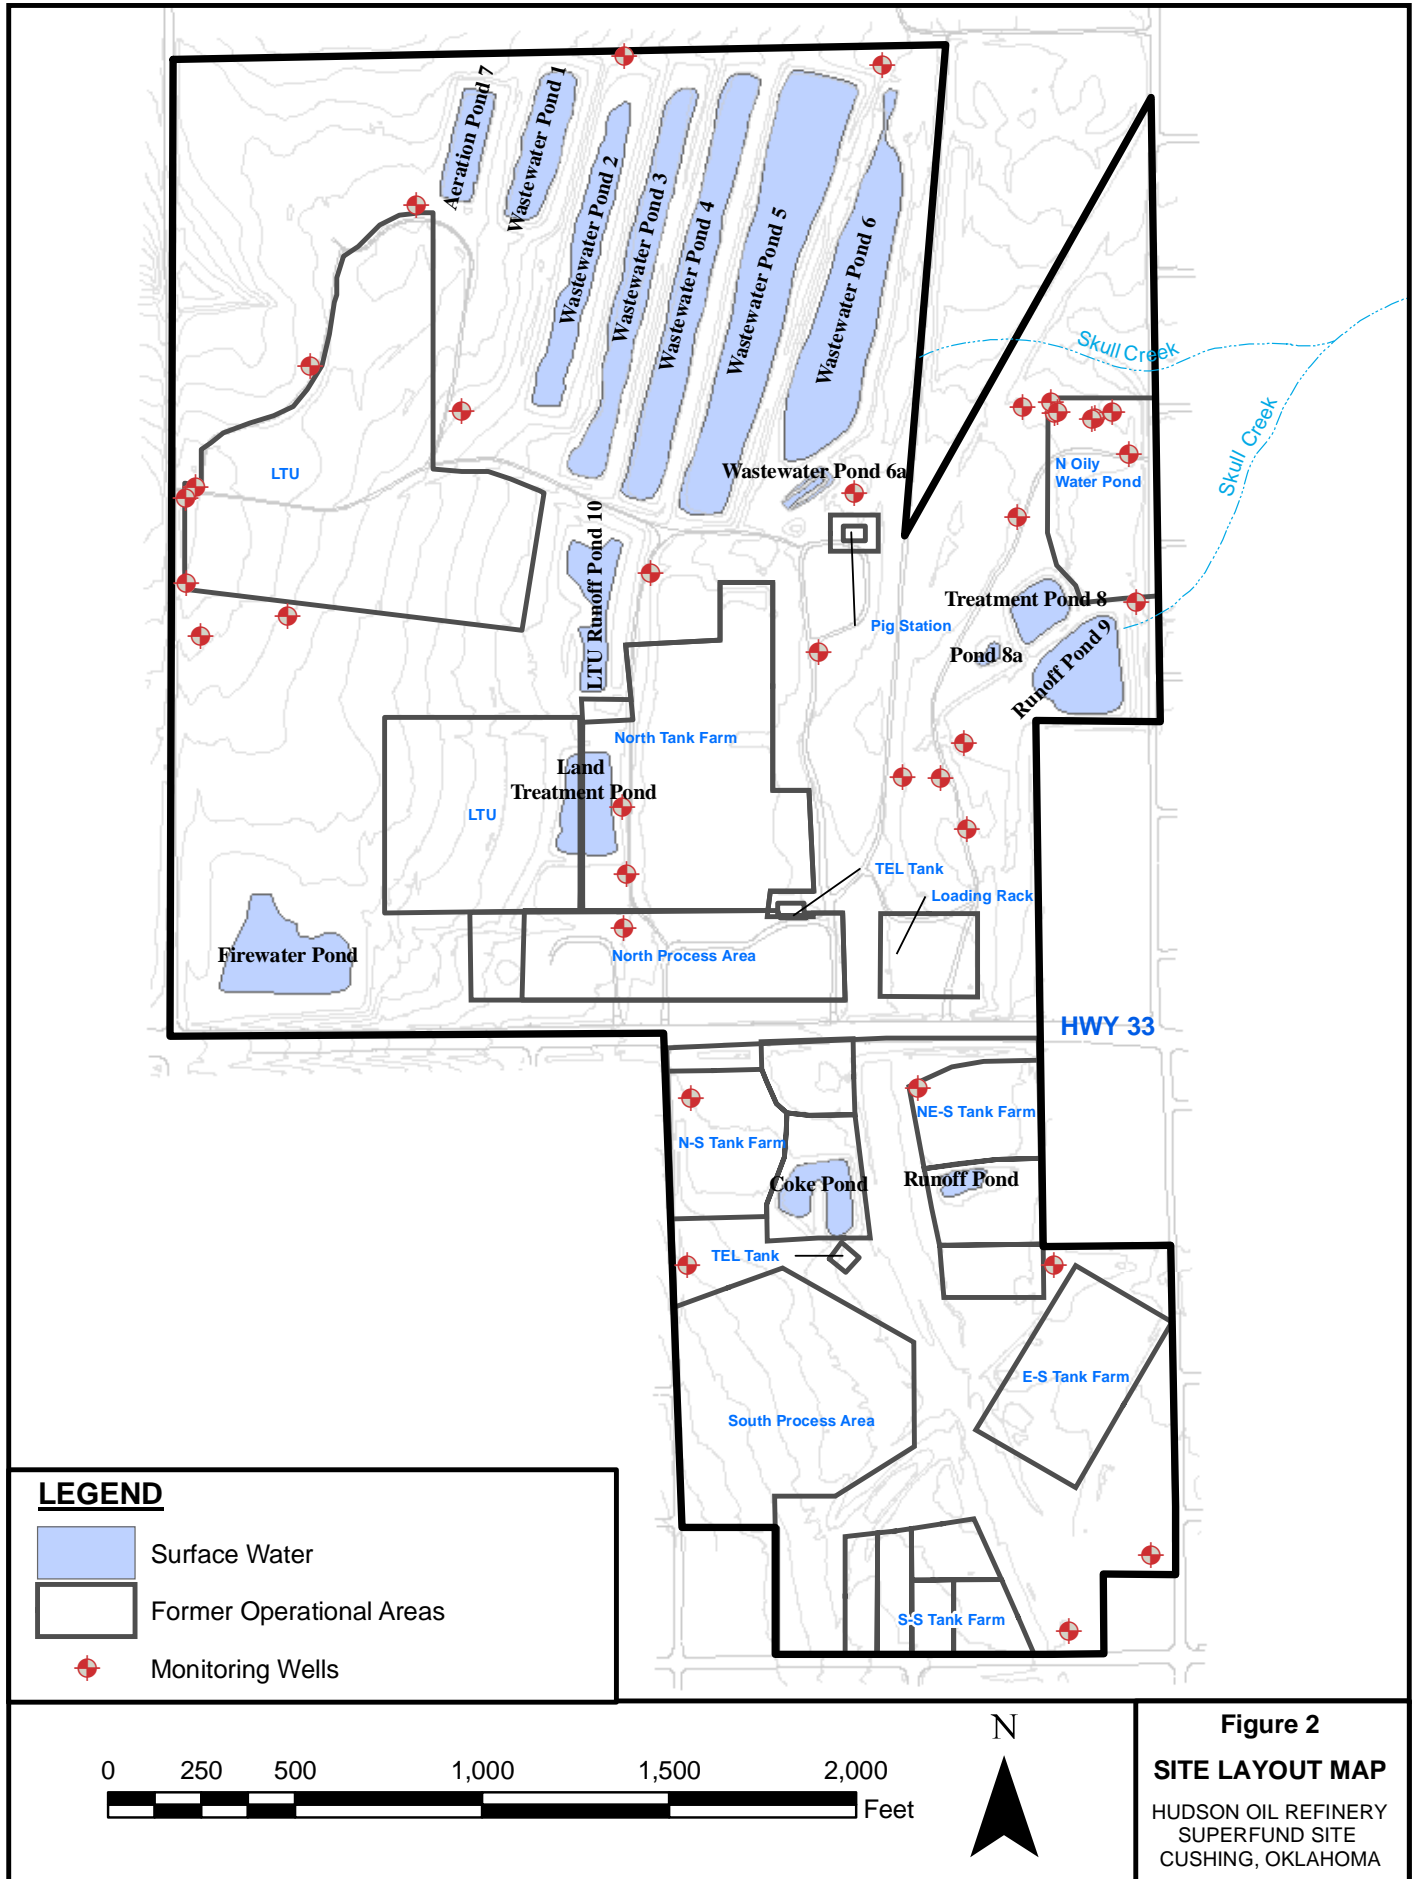 Aeration Pond 7
Wastewater Pond 1
Wastewater Pond 2
Wastewater Pond 3
Wastewater Pond 4
Wastewater Pond 5
Wastewater Pond 6
Skull Creek
Skull Creek
LTU
Wastewater Pond 6a
N Oily
Water Pond
LTU Runoff Pond 10
Treatment Pond 8
Pig Station
Pond 8a
Runoff Pond 9
North Tank Farm
Land
Treatment Pond
LTU
TEL Tank
Loading Rack
Firewater Pond
North Process Area
HWY 33
NE-S Tank Farm
N-S Tank Farm
Coke Pond
Runoff Pond
TEL Tank
E-S Tank Farm
South Process Area
S-S Tank Farm
LEGEND
Surface Water
Former Operational Areas
Monitoring Wells
0 250 500 1,000 1,500 2,000
Feet
N
Figure 2
SITE LAYOUT MAP
HUDSON OIL REFINERY
SUPERFUND SITE
CUSHING, OKLAHOMA